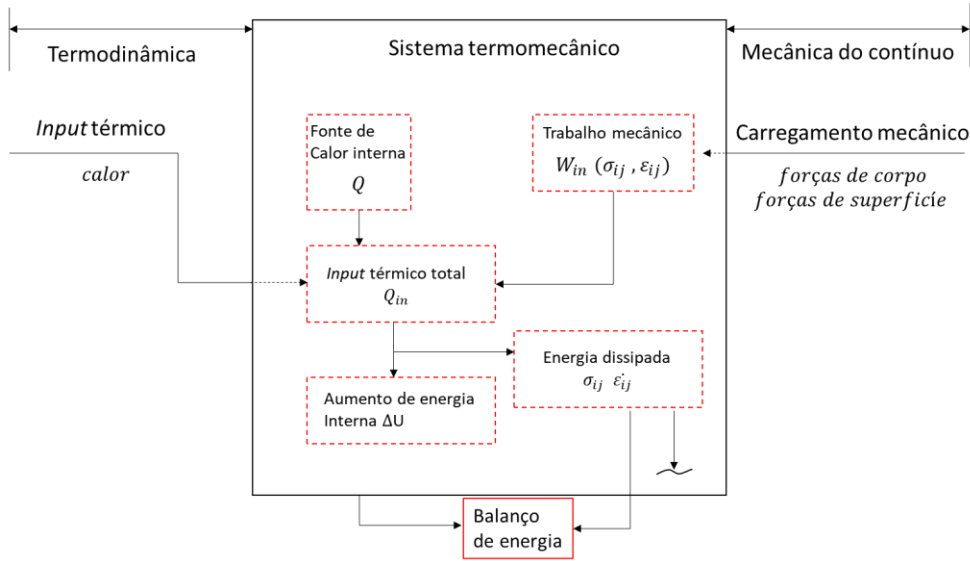 Termodinâmica
Sistema termomecânico
Mecânica do contínuo
Input térmico
calor
Fonte de
Calor interna
Q
Trabalho mecânico
W_in (σ_ij , ε_ij)
Carregamento mecânico
forças de corpo
forças de superfície
Input térmico total
Q_in
Energia dissipada
σ_ij ε̇_ij
Aumento de energia
Interna ΔU
Balanço
de energia